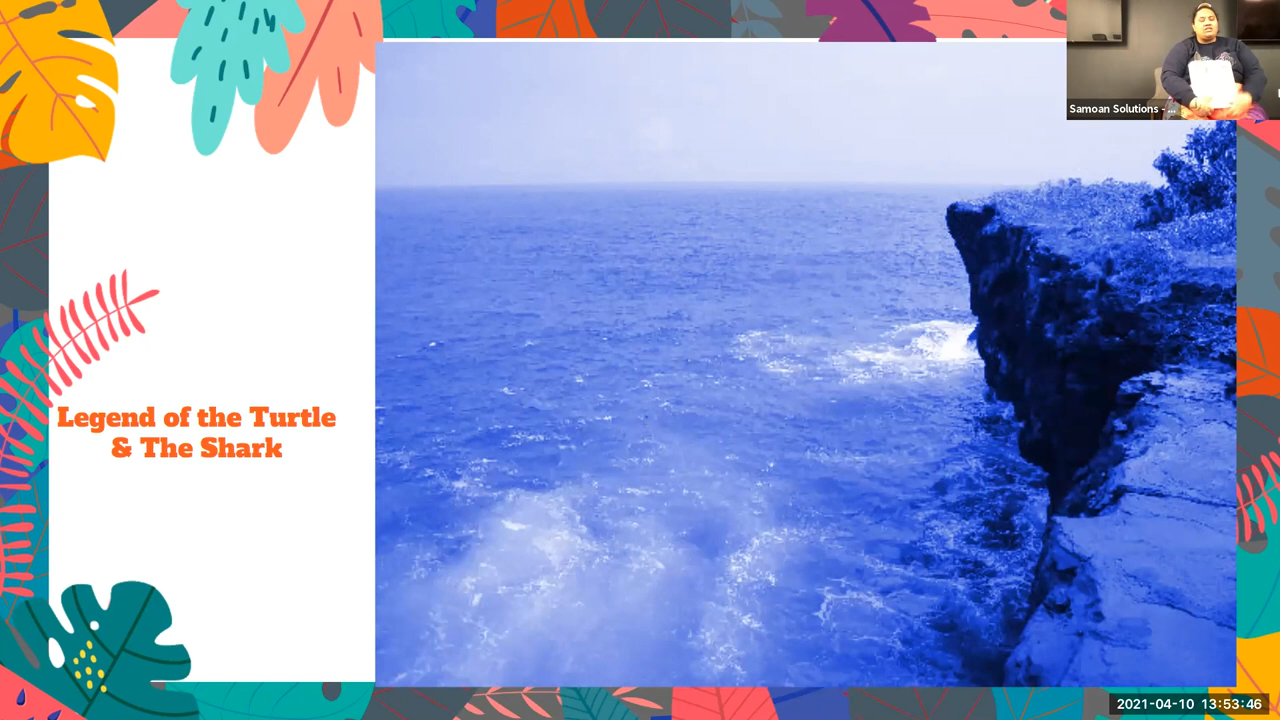 Samoan Solutions - ...
Legend of the Turtle
& The Shark
2021-04-10 13:53:46